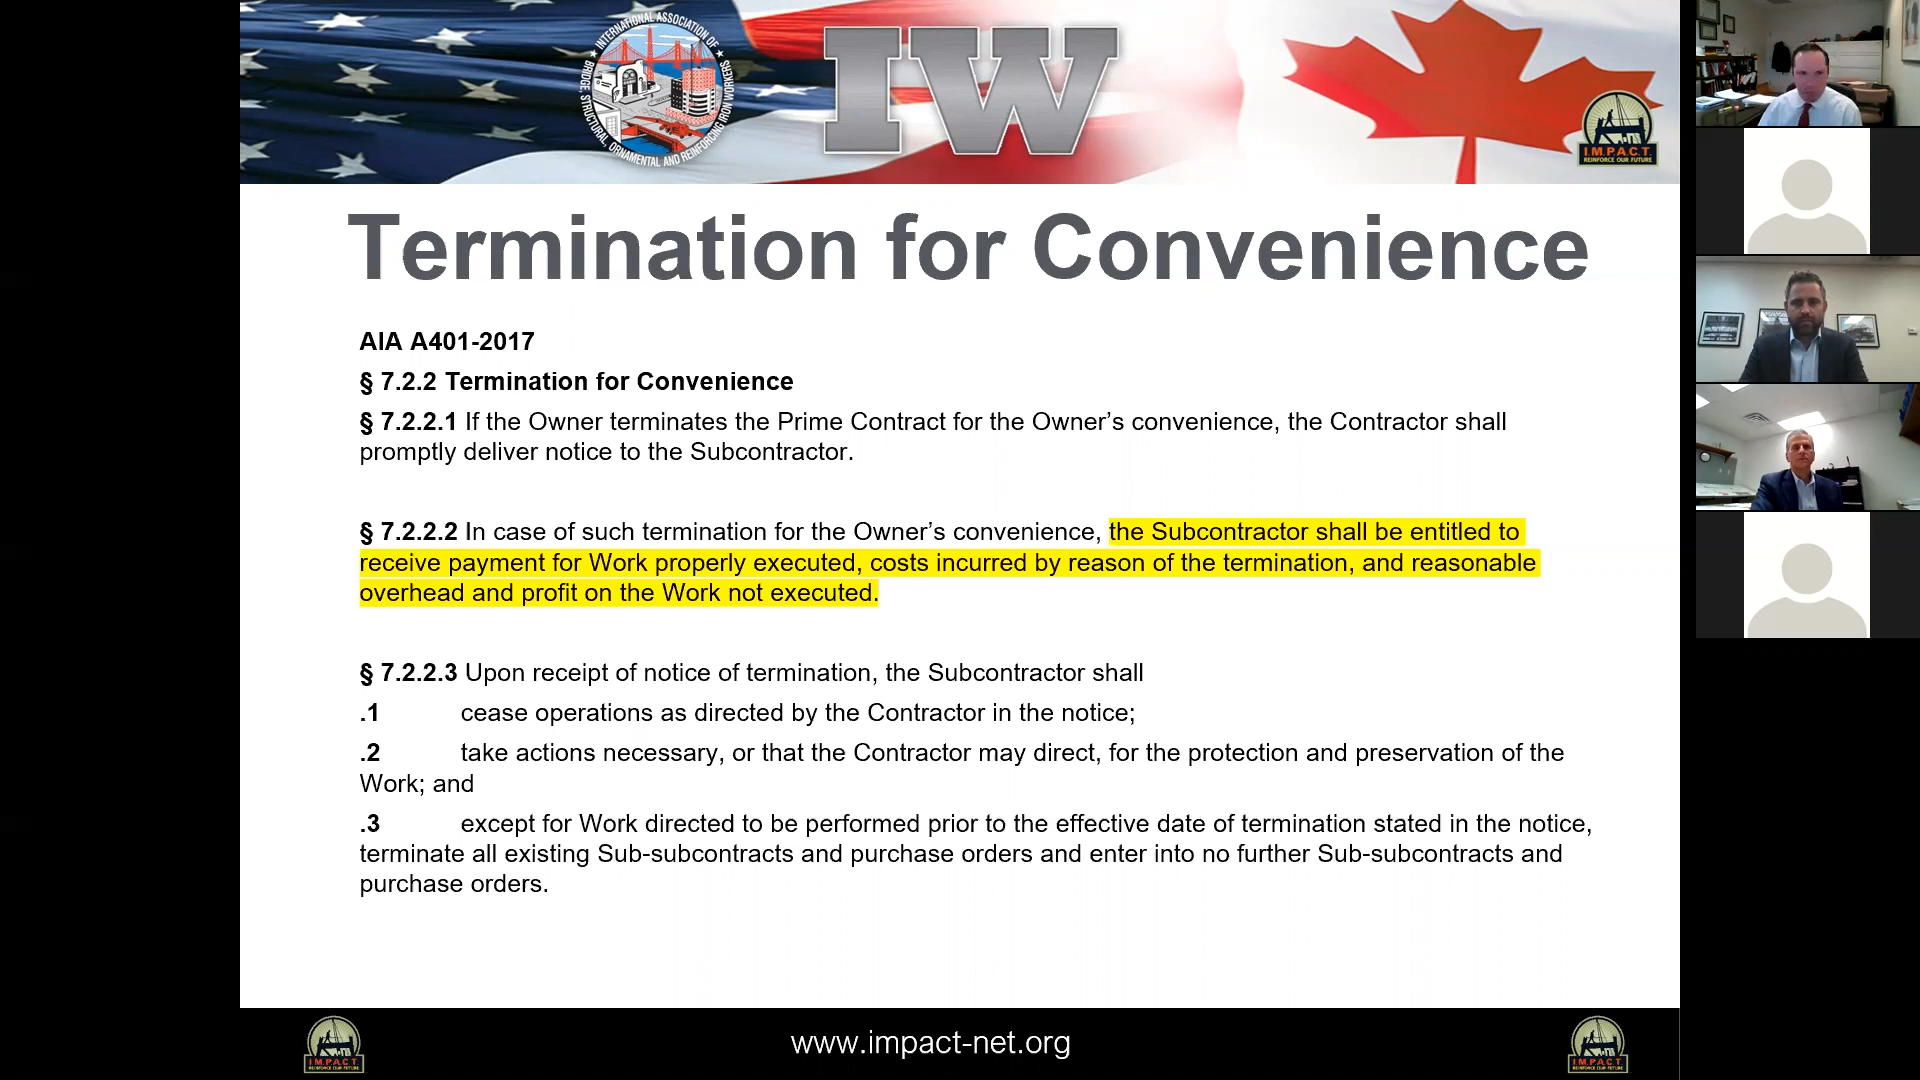 INTERNATIONAL ASSOCIATION OF
BRIDGE, STRUCTURAL, ORNAMENTAL AND REINFORCING IRON WORKERS
IW
I.M.P.A.C.T.
REINFORCE OUR FUTURE
Termination for Convenience
AIA A401-2017
§ 7.2.2 Termination for Convenience
§ 7.2.2.1 If the Owner terminates the Prime Contract for the Owner’s convenience, the Contractor shall
promptly deliver notice to the Subcontractor.
§ 7.2.2.2 In case of such termination for the Owner’s convenience, the Subcontractor shall be entitled to
receive payment for Work properly executed, costs incurred by reason of the termination, and reasonable
overhead and profit on the Work not executed.
§ 7.2.2.3 Upon receipt of notice of termination, the Subcontractor shall
.1 cease operations as directed by the Contractor in the notice;
.2 take actions necessary, or that the Contractor may direct, for the protection and preservation of the
Work; and
.3 except for Work directed to be performed prior to the effective date of termination stated in the notice,
terminate all existing Sub-subcontracts and purchase orders and enter into no further Sub-subcontracts and
purchase orders.
I.M.P.A.C.T.
REINFORCE OUR FUTURE
www.impact-net.org
I.M.P.A.C.T.
REINFORCE OUR FUTURE